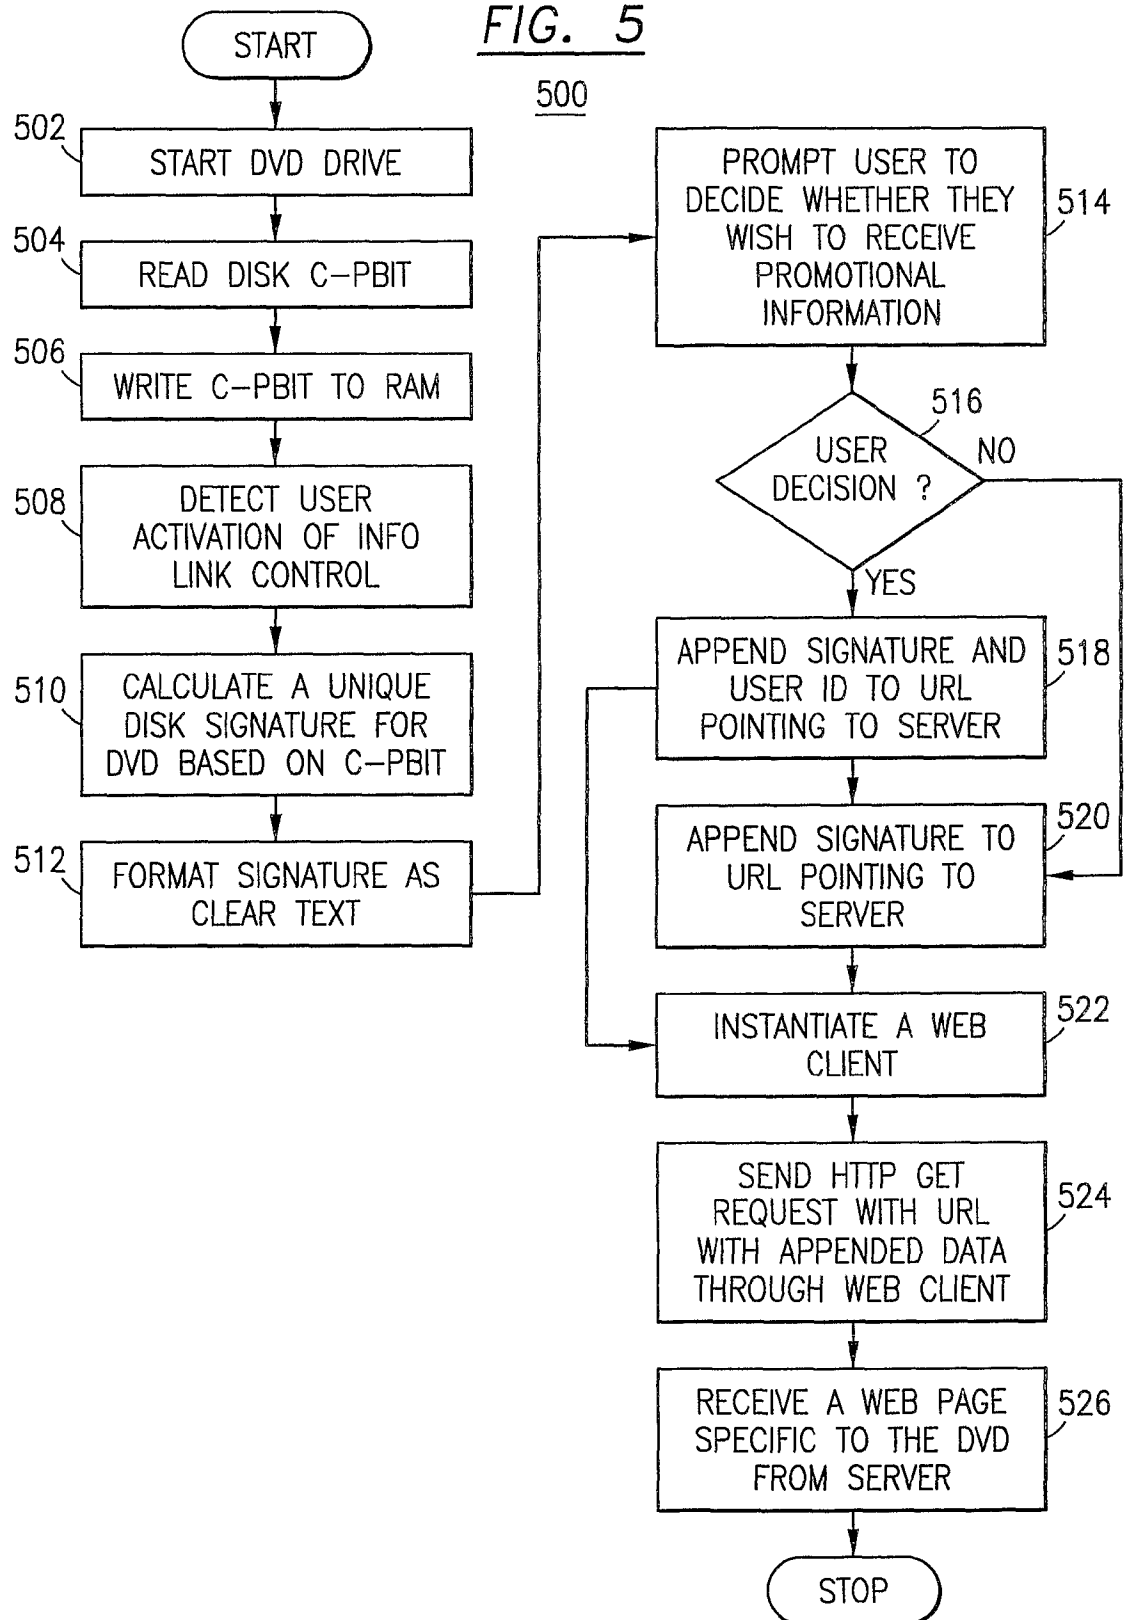 FIG. 5
500
START
502
START DVD DRIVE
504
READ DISK C-PBIT
506
WRITE C-PBIT TO RAM
508
DETECT USER
ACTIVATION OF INFO
LINK CONTROL
510
CALCULATE A UNIQUE
DISK SIGNATURE FOR
DVD BASED ON C-PBIT
512
FORMAT SIGNATURE AS
CLEAR TEXT
PROMPT USER TO
DECIDE WHETHER THEY
WISH TO RECEIVE
PROMOTIONAL
INFORMATION
514
516
USER
DECISION ?
NO
YES
APPEND SIGNATURE AND
USER ID TO URL
POINTING TO SERVER
518
APPEND SIGNATURE TO
URL POINTING TO
SERVER
520
INSTANTIATE A WEB
CLIENT
522
SEND HTTP GET
REQUEST WITH URL
WITH APPENDED DATA
THROUGH WEB CLIENT
524
RECEIVE A WEB PAGE
SPECIFIC TO THE DVD
FROM SERVER
526
STOP